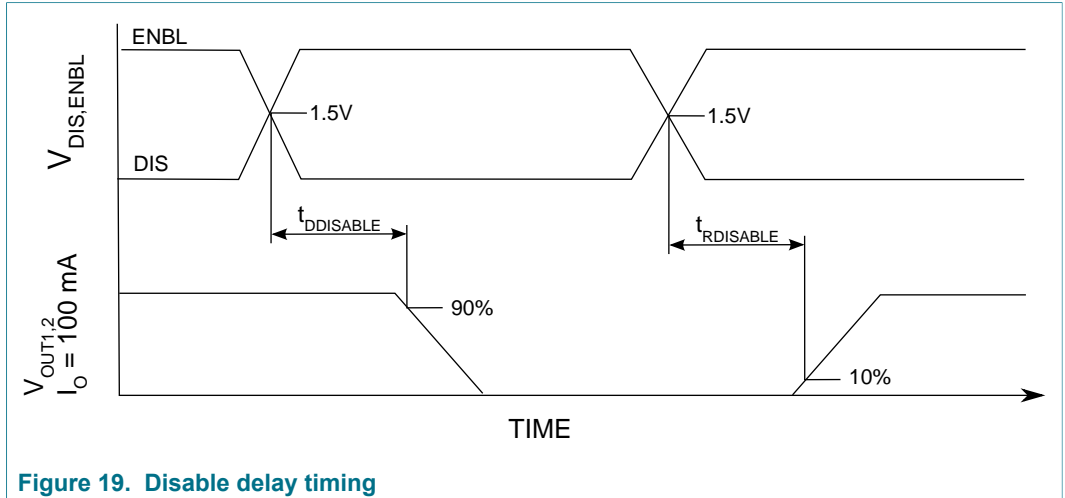 ENBL
V_DIS,ENBL
1.5V
1.5V
DIS
t_DDISABLE
t_RDISABLE
V_OUT1,2
I_O = 100 mA
90%
10%
TIME
Figure 19. Disable delay timing